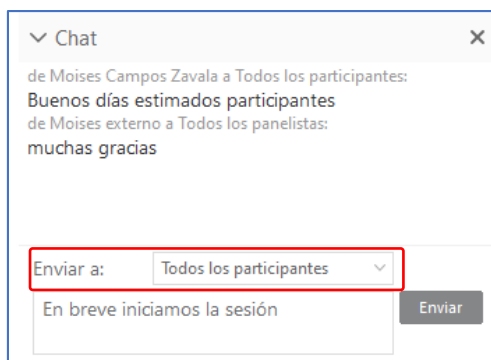 Chat
de Moises Campos Zavala a Todos los participantes:
Buenos días estimados participantes
de Moises externo a Todos los panelistas:
muchas gracias
Enviar a: Todos los participantes
En breve iniciamos la sesión
Enviar